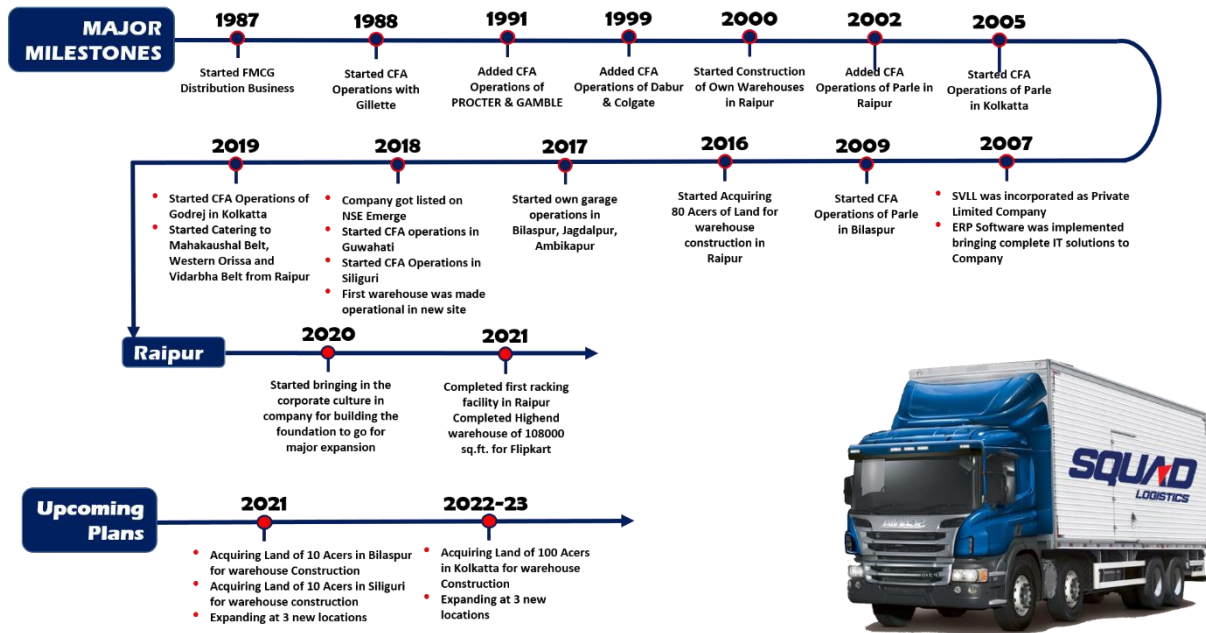 MAJOR
MILESTONES
1987
Started FMCG
Distribution Business
1988
Started CFA
Operations with
Gillette
1991
Added CFA
Operations of
PROCTER & GAMBLE
1999
Added CFA
Operations of Dabur
& Colgate
2000
Started Construction
of Own Warehouses
in Raipur
2002
Added CFA
Operations of Parle in
Raipur
2005
Started CFA
Operations of Parle
in Kolkatta
2019
• Started CFA Operations of
Godrej in Kolkatta
• Started Catering to
Mahakaushal Belt,
Western Orissa and
Vidarbha Belt from Raipur
2018
• Company got listed on
NSE Emerge
• Started CFA operations in
Guwahati
• Started CFA Operations in
Siliguri
• First warehouse was made
operational in new site
2017
Started own garage
operations in
Bilaspur, Jagdalpur,
Ambikapur
2016
Started Acquiring
80 Acers of Land for
warehouse
construction in
Raipur
2009
Started CFA
Operations of Parle
in Bilaspur
2007
• SVLL was incorporated as Private
Limited Company
• ERP Software was implemented
bringing complete IT solutions to
Company
Raipur
2020
Started bringing in the
corporate culture in
company for building the
foundation to go for
major expansion
2021
Completed first racking
facility in Raipur
Completed Highend
warehouse of 108000
sq.ft. for Flipkart
Upcoming
Plans
2021
• Acquiring Land of 10 Acers in Bilaspur
for warehouse Construction
• Acquiring Land of 10 Acers in Siliguri
for warehouse construction
• Expanding at 3 new locations
2022-23
• Acquiring Land of 100 Acers
in Kolkatta for warehouse
Construction
• Expanding at 3 new
locations
SQUAD
LOGISTICS